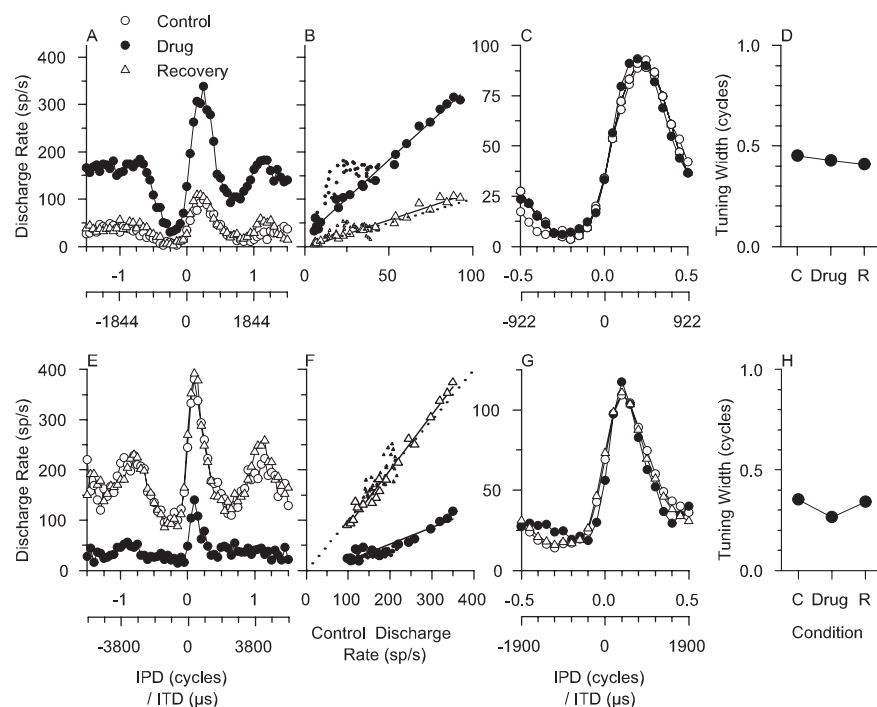 Control
Drug
Recovery
A
B
C
D
Discharge Rate (sp/s)
400
300
200
100
0
100
75
50
25
0
Tuning Width (cycles)
1.0
0.5
0.0
-1 0 1
-1844 0 1844
0 50 100
-0.5 0.0 0.5
-922 0 922
C Drug R
E
F
G
H
Discharge Rate (sp/s)
400
300
200
100
0
100
50
0
Tuning Width (cycles)
1.0
0.5
0.0
-1 0 1
-3800 0 3800
IPD (cycles)
/ ITD (µs)
0 100 200 300 400
Control Discharge
Rate (sp/s)
-0.5 0.0 0.5
-1900 0 1900
IPD (cycles)
/ ITD (µs)
C Drug R
Condition